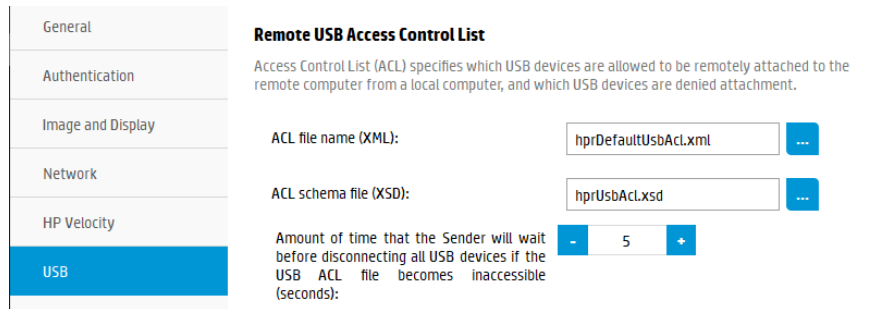 General
Authentication
Image and Display
Network
HP Velocity
USB
Remote USB Access Control List
Access Control List (ACL) specifies which USB devices are allowed to be remotely attached to the
remote computer from a local computer, and which USB devices are denied attachment.
ACL file name (XML):
hprDefaultUsbAcl.xml
...
ACL schema file (XSD):
hprUsbAcl.xsd
...
Amount of time that the Sender will wait
before disconnecting all USB devices if the
USB ACL file becomes inaccessible
(seconds):
- 5 +